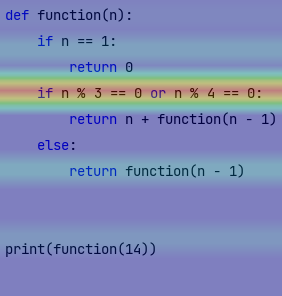 def function(n):
    if n == 1:
        return 0
    if n % 3 == 0 or n % 4 == 0:
        return n + function(n - 1)
    else:
        return function(n - 1)


print(function(14))